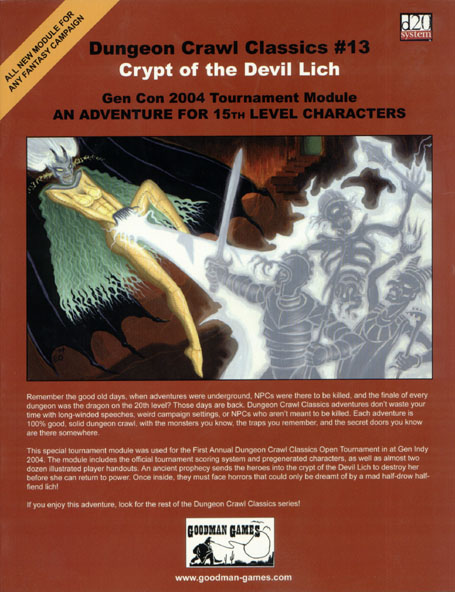 ALL NEW MODULE FOR
ANY FANTASY CAMPAIGN
d20
system
Dungeon Crawl Classics #13
Crypt of the Devil Lich
Gen Con 2004 Tournament Module
AN ADVENTURE FOR 15TH LEVEL CHARACTERS
Remember the good old days, when adventures were underground, NPCs were there to be killed, and the finale of every
dungeon was the dragon on the 20th level? Those days are back. Dungeon Crawl Classics adventures don't waste your
time with long-winded speeches, weird campaign settings, or NPCs who aren't meant to be killed. Each adventure is
100% good, solid dungeon crawl, with the monsters you know, the traps you remember, and the secret doors you know
are there somewhere.
This special tournament module was used for the First Annual Dungeon Crawl Classics Open Tournament in at Gen Indy
2004. The module includes the official tournament scoring system and pregenerated characters, as well as almost two
dozen illustrated player handouts. An ancient prophecy sends the heroes into the crypt of the Devil Lich to destroy her
before she can return to power. Once inside, they must face horrors that could only be dreamt of by a mad half-drow half-
fiend lich!
If you enjoy this adventure, look for the rest of the Dungeon Crawl Classics series!
GOODMAN GAMES
www.goodman-games.com